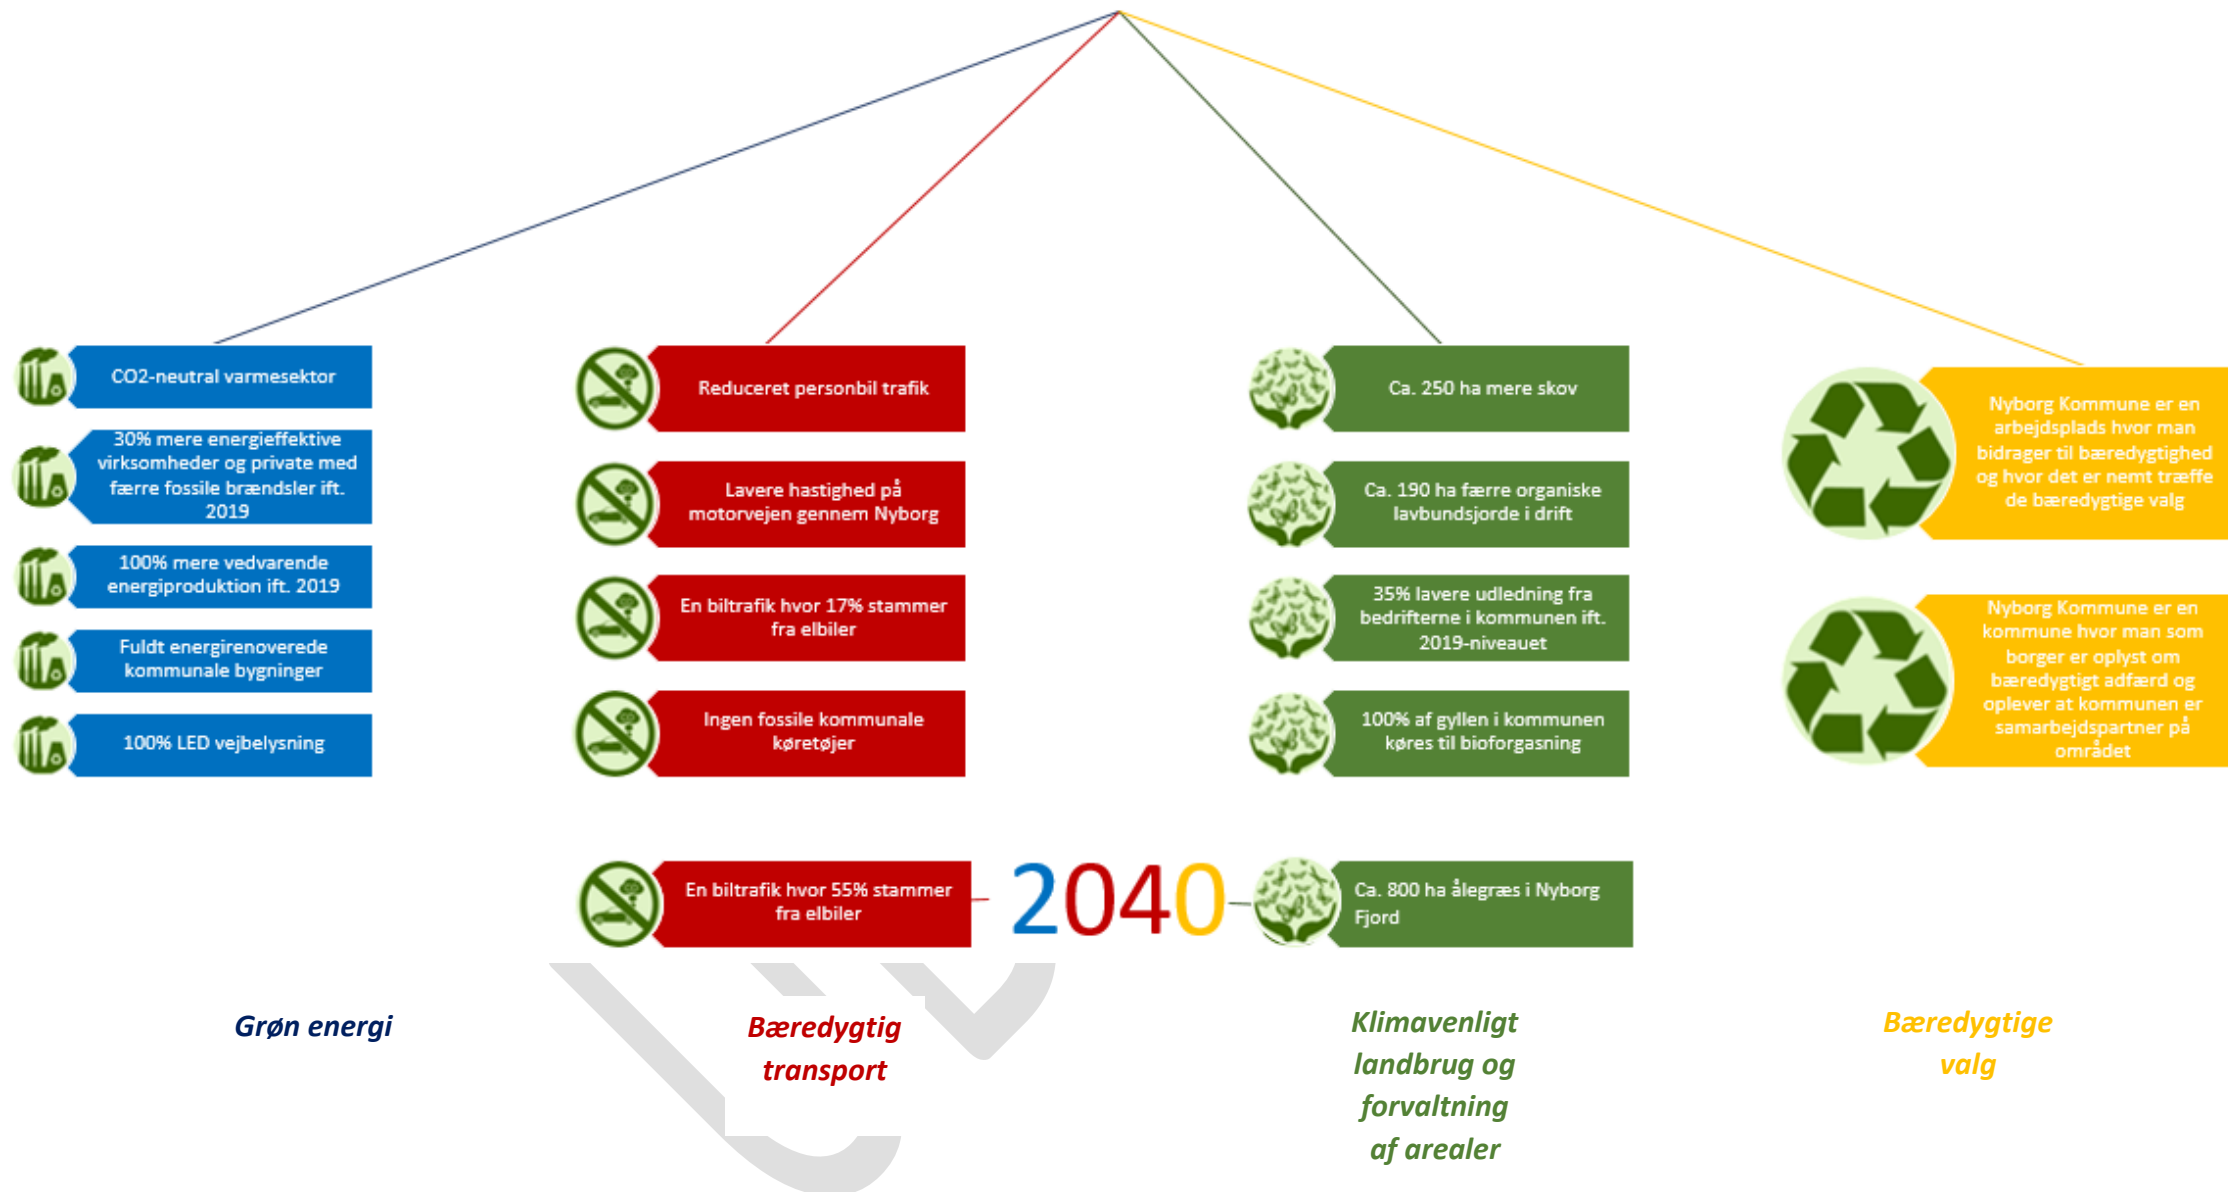 CO2-neutral varmesektor
30% mere energieffektive
virksomheder og private med
færre fossile brændsler ift.
2019
100% mere vedvarende
energiproduktion ift. 2019
Fuldt energirenoverede
kommunale bygninger
100% LED vejbelysning
Reduceret personbil trafik
Lavere hastighed på
motorvejen gennem Nyborg
En biltrafik hvor 17% stammer
fra elbiler
Ingen fossile kommunale
køretøjer
Ca. 250 ha mere skov
Ca. 190 ha færre organiske
lavbundsjorde i drift
35% lavere udledning fra
bedrifterne i kommunen ift.
2019-niveauet
100% af gyllen i kommunen
køres til bioforgasning
Nyborg Kommune er en
arbejdsplads hvor man
bidrager til bæredygtighed
og hvor det er nemt træffe
de bæredygtige valg
Nyborg Kommune er en
kommune hvor man som
borger er oplyst om
bæredygtigt adfærd og
oplever at kommunen er
samarbejdspartner på
området
En biltrafik hvor 55% stammer
fra elbiler
2040
Ca. 800 ha ålegræs i Nyborg
Fjord
Grøn energi
Bæredygtig
transport
Klimavenligt
landbrug og
forvaltning
af arealer
Bæredygtige
valg